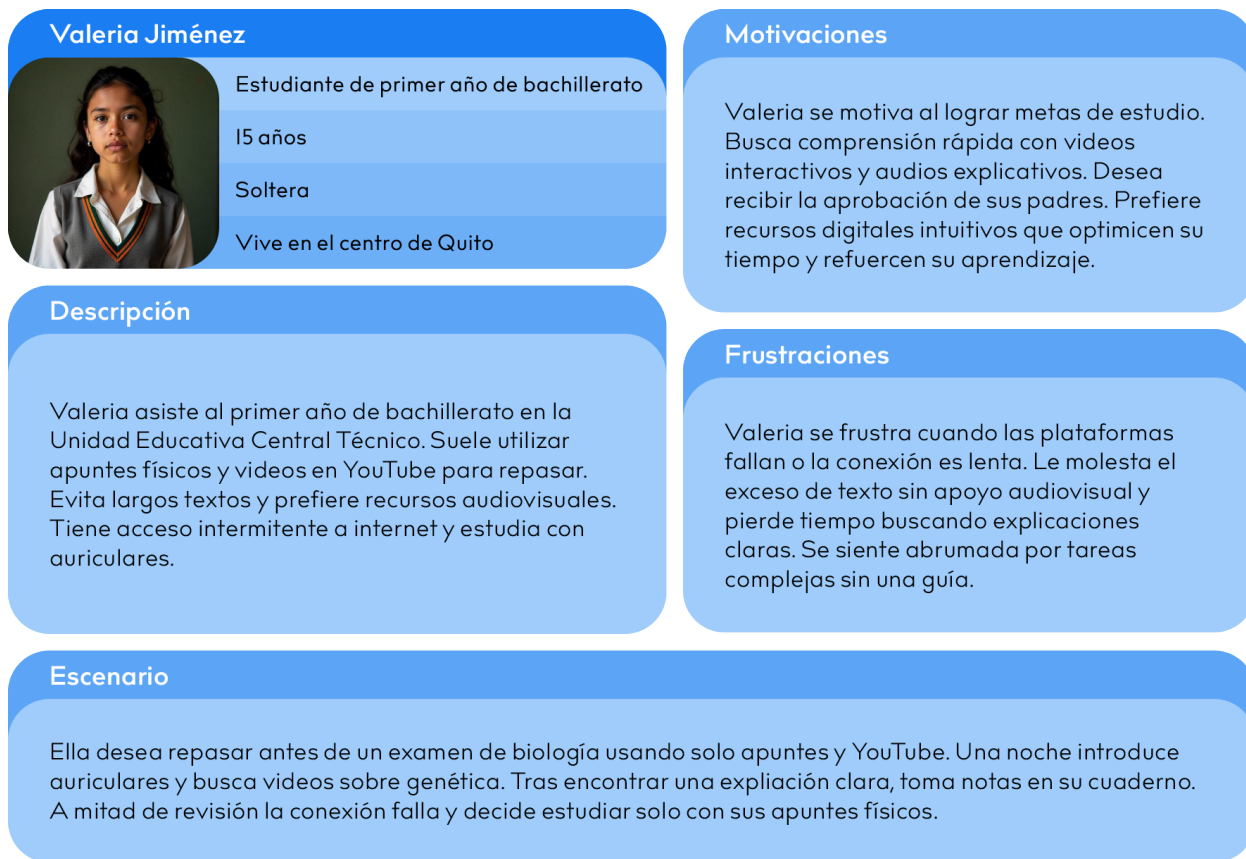 Valeria Jiménez
Estudiante de primer año de bachillerato
15 años
Soltera
Vive en el centro de Quito
Descripción
Valeria asiste al primer año de bachillerato en la
Unidad Educativa Central Técnico. Suele utilizar
apuntes físicos y videos en YouTube para repasar.
Evita largos textos y prefiere recursos audiovisuales.
Tiene acceso intermitente a internet y estudia con
auriculares.
Motivaciones
Valeria se motiva al lograr metas de estudio.
Busca comprensión rápida con videos
interactivos y audios explicativos. Desea
recibir la aprobación de sus padres. Prefiere
recursos digitales intuitivos que optimicen su
tiempo y refuercen su aprendizaje.
Frustraciones
Valeria se frustra cuando las plataformas
fallan o la conexión es lenta. Le molesta el
exceso de texto sin apoyo audiovisual y
pierde tiempo buscando explicaciones
claras. Se siente abrumada por tareas
complejas sin una guía.
Escenario
Ella desea repasar antes de un examen de biología usando solo apuntes y YouTube. Una noche introduce
auriculares y busca videos sobre genética. Tras encontrar una expliación clara, toma notas en su cuaderno.
A mitad de revisión la conexión falla y decide estudiar solo con sus apuntes físicos.